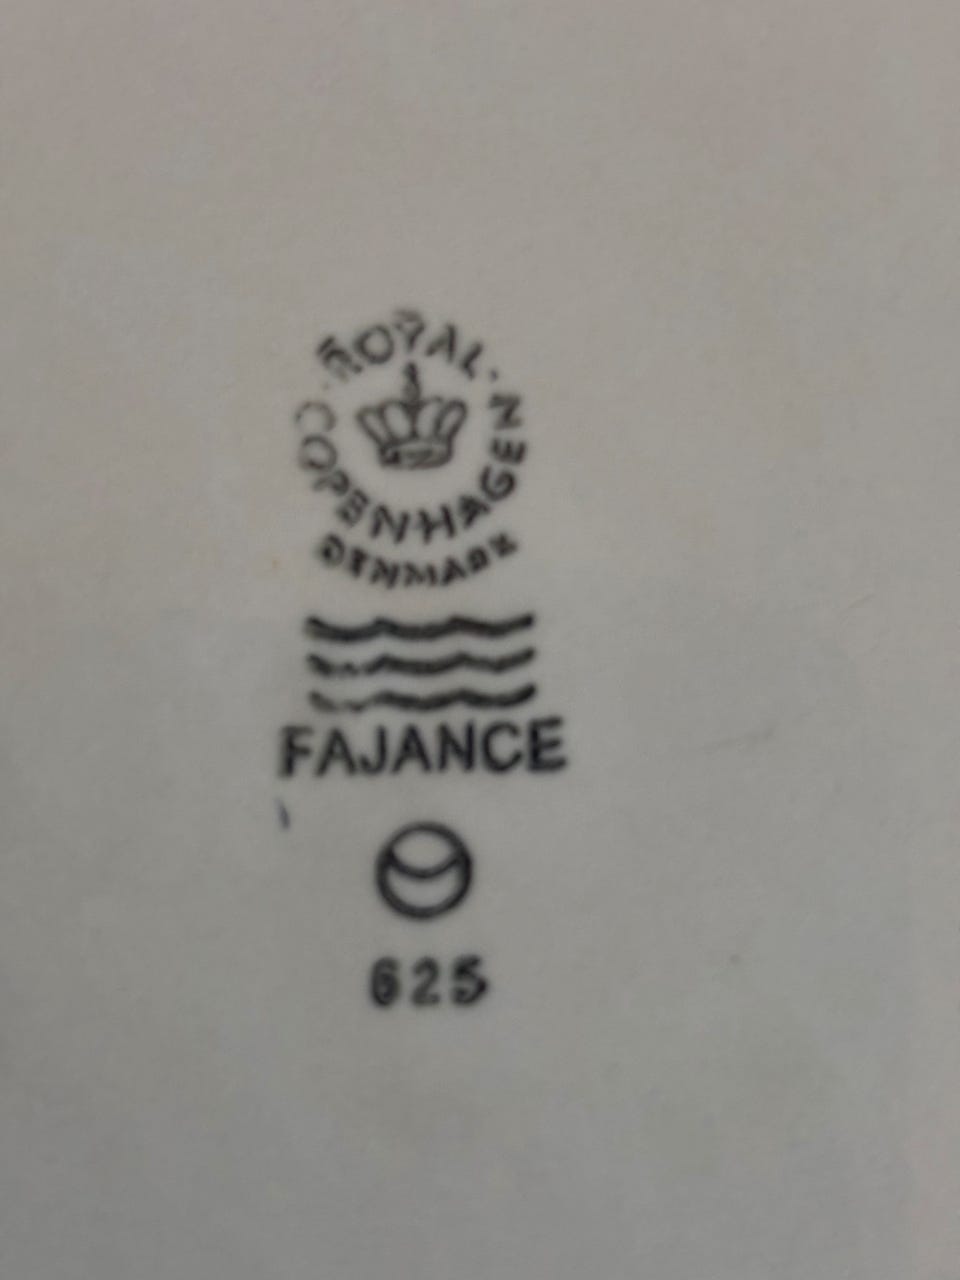 ROYAL
COPENHAGEN
DENMARK
FAJANCE
625